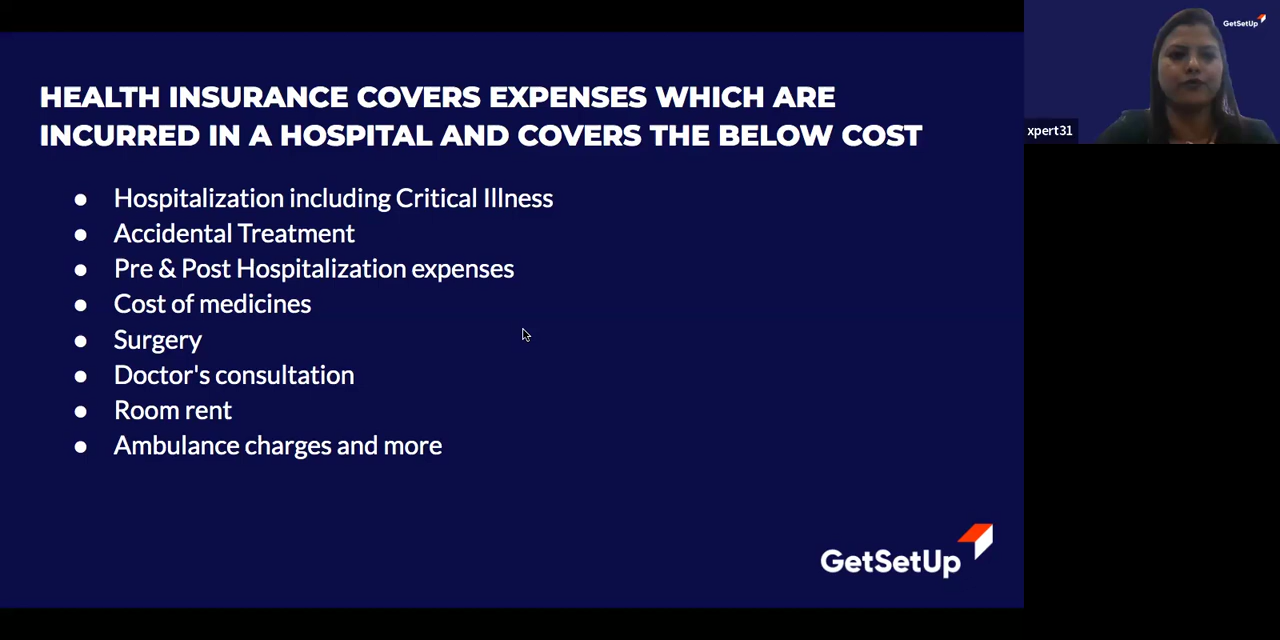 HEALTH INSURANCE COVERS EXPENSES WHICH ARE
INCURRED IN A HOSPITAL AND COVERS THE BELOW COST
● Hospitalization including Critical Illness
● Accidental Treatment
● Pre & Post Hospitalization expenses
● Cost of medicines
● Surgery
● Doctor's consultation
● Room rent
● Ambulance charges and more
GetSetUp
GetSetUp
xpert31